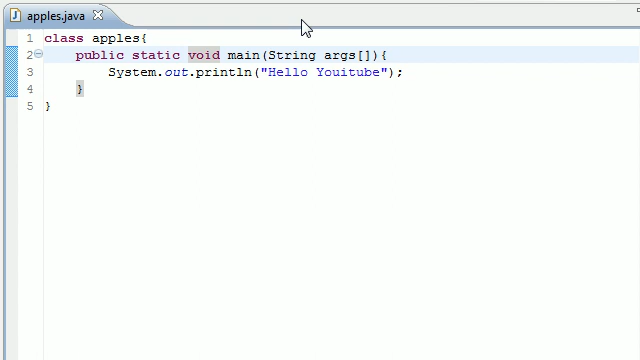 apples.java
1 class apples{
2 public static void main(String args[]){
3 System.out.println("Hello Youitube");
4 }
5 }